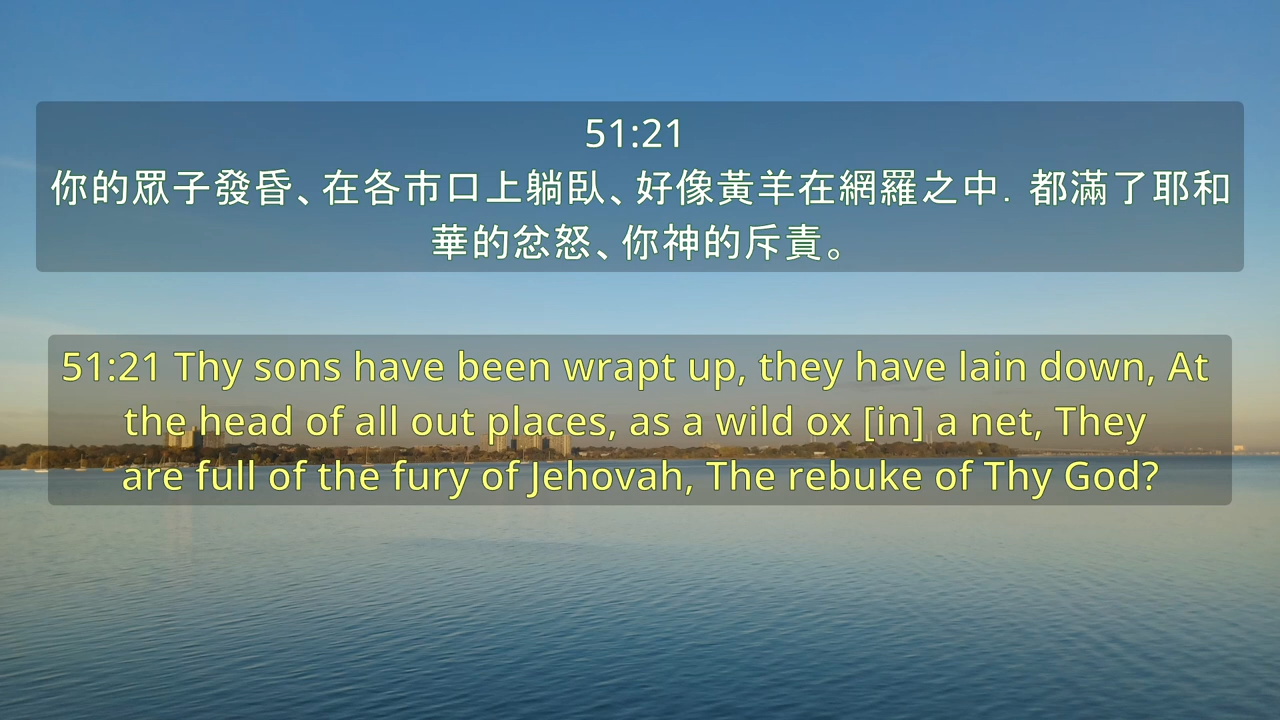 51:21
你的眾子發昏、在各市口上躺臥、好像黃羊在網羅之中．都滿了耶和
華的忿怒、你神的斥責。
51:21 Thy sons have been wrapt up, they have lain down, At
the head of all out places, as a wild ox [in] a net, They
are full of the fury of Jehovah, The rebuke of Thy God?